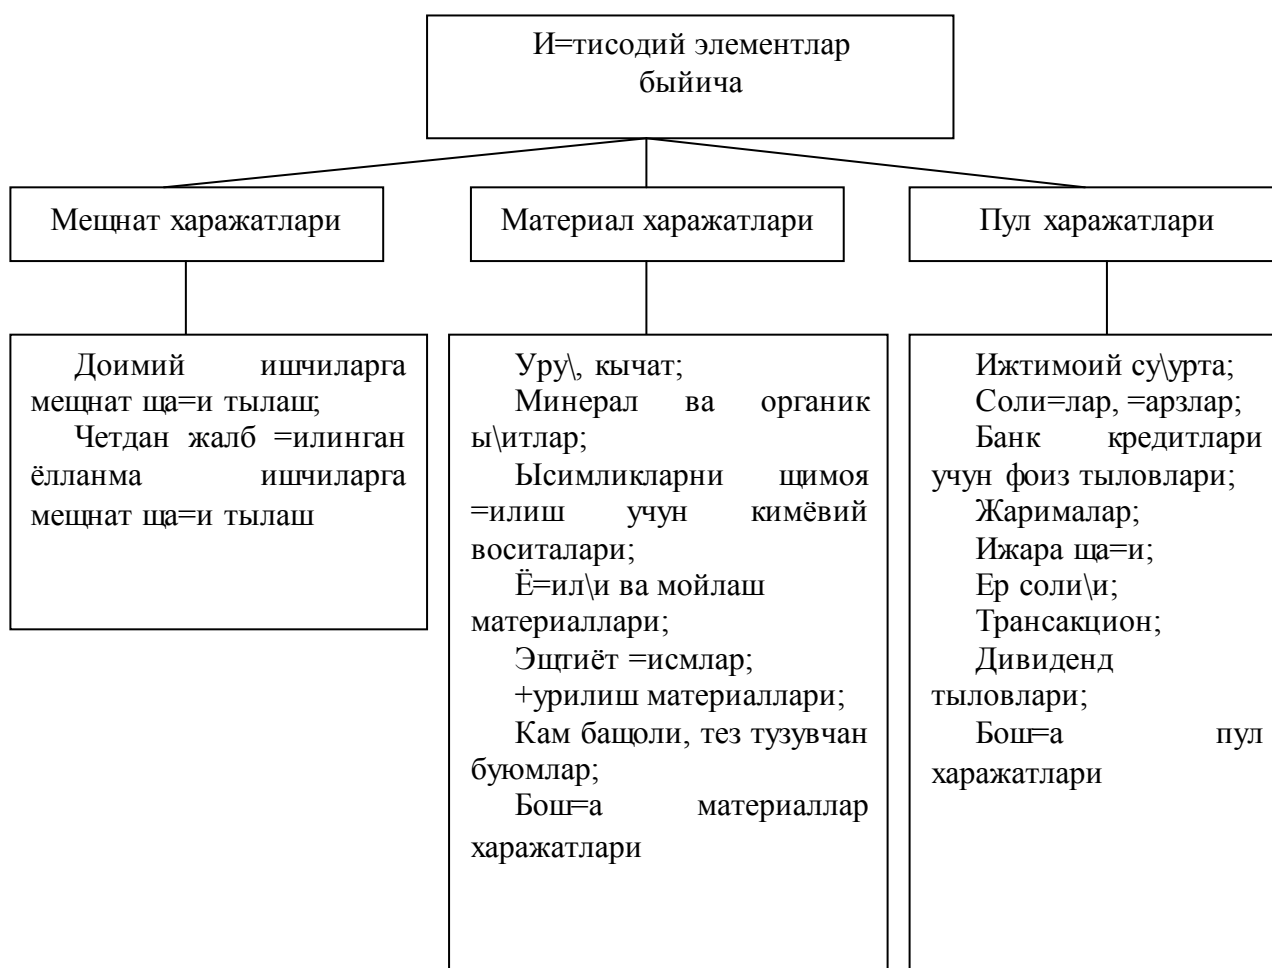 И=тисодий элементлар
быйича
Мещнат харажатлари
Материал харажатлари
Пул харажатлари
Доимий ишчиларга
мещнат ща=и тылаш;
Четдан жалб =илинган
ёлланма ишчиларга
мещнат ща=и тылаш
Уру\, кычат;
Минерал ва органик
ы\итлар;
Ысимликларни щимоя
=илиш учун кимёвий
воситалари;
Ё=ил\и ва мойлаш
материаллари;
Эщтиёт =исмлар;
+урилиш материаллари;
Кам бащоли, тез тузувчан
буюмлар;
Бош=а материаллар
харажатлари
Ижтимоий су\урта;
Соли=лар, =арзлар;
Банк кредитлари
учун фоиз тыловлари;
Жарималар;
Ижара ща=и;
Ер соли\и;
Трансакцион;
Дивиденд
тыловлари;
Бош=а пул
харажатлари